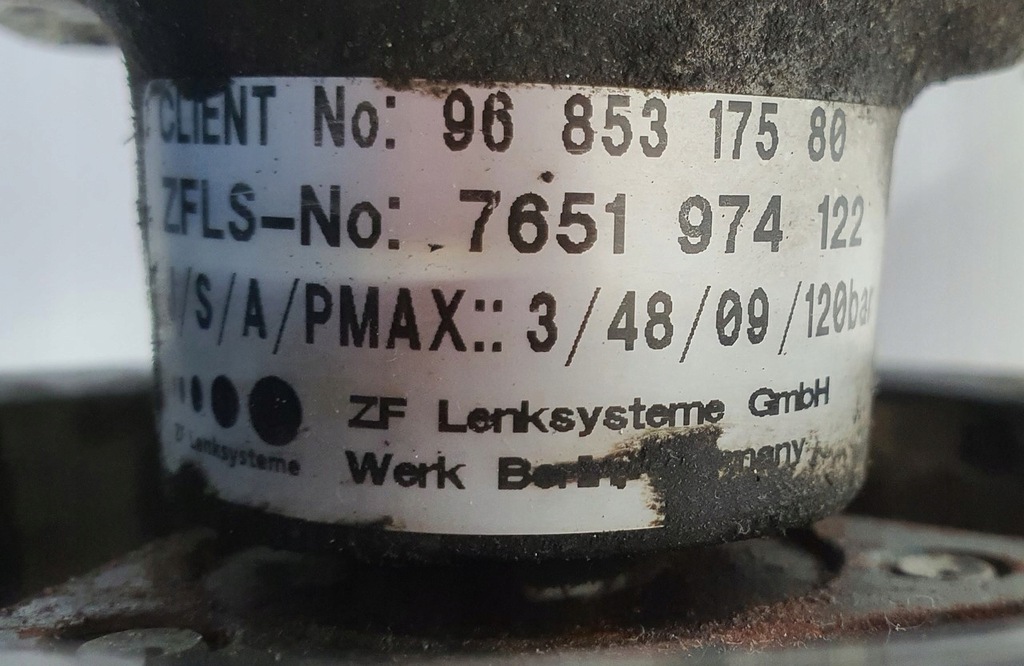 CLIENT No: 96 853 175 80
ZFLS-No: 7651 974 122
/S/A/PMAX:: 3/48/09/120bar
ZF Lenksysteme GmbH
ZF Lenksysteme
Werk